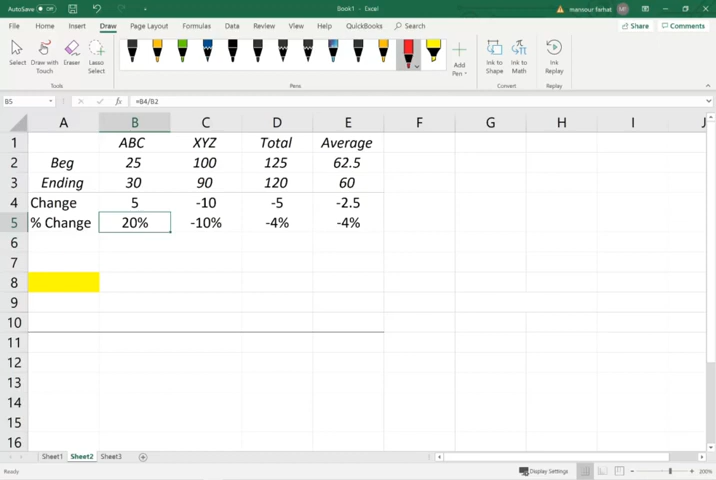 AutoSave Off Book1 - Excel mansour farhat MF
File Home Insert Draw Page Layout Formulas Data Review View Help QuickBooks Search Share Comments
Select Draw with Touch Eraser Lasso Select Add Pen Ink to Shape Ink to Math Ink Replay
Tools Pens Convert Replay
B5 fx =B4/B2
A B C D E F G H I J
1 ABC XYZ Total Average
2 Beg 25 100 125 62.5
3 Ending 30 90 120 60
4 Change 5 -10 -5 -2.5
5 % Change 20% -10% -4% -4%
6
7
8
9
10
11
12
13
14
15
16
Sheet1 Sheet2 Sheet3
Ready Display Settings 200%